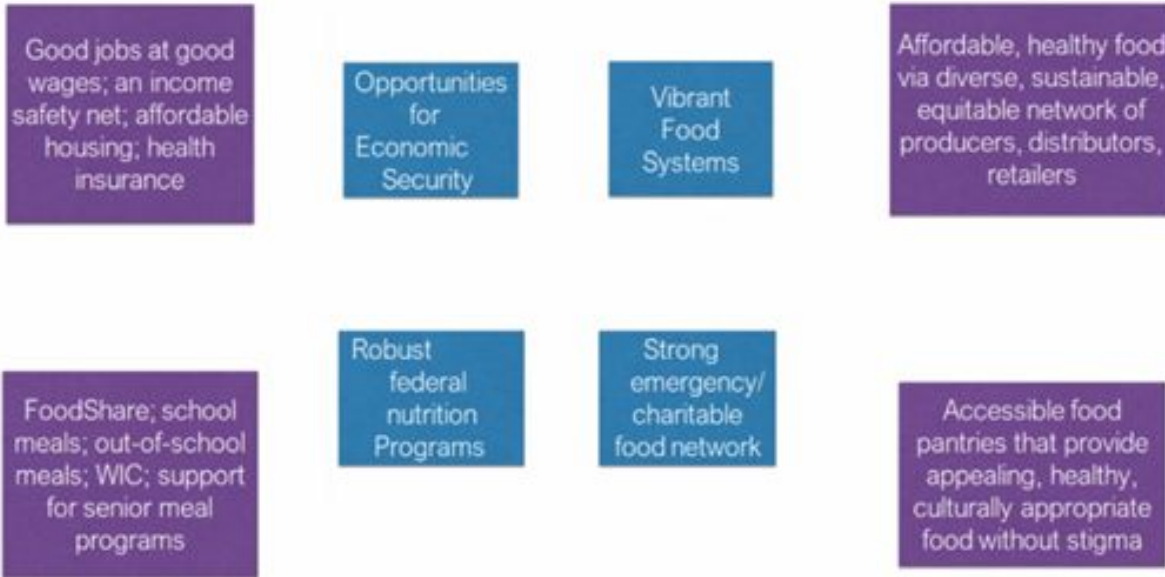 Good jobs at good
wages; an income
safety net; affordable
housing; health
insurance
Opportunities
for
Economic
Security
Vibrant
Food
Systems
Affordable, healthy food
via diverse, sustainable,
equitable network of
producers, distributors,
retailers
FoodShare; school
meals; out-of-school
meals; WIC; support
for senior meal
programs
Robust
federal
nutrition
Programs
Strong
emergency/
charitable
food network
Accessible food
pantries that provide
appealing, healthy,
culturally appropriate
food without stigma